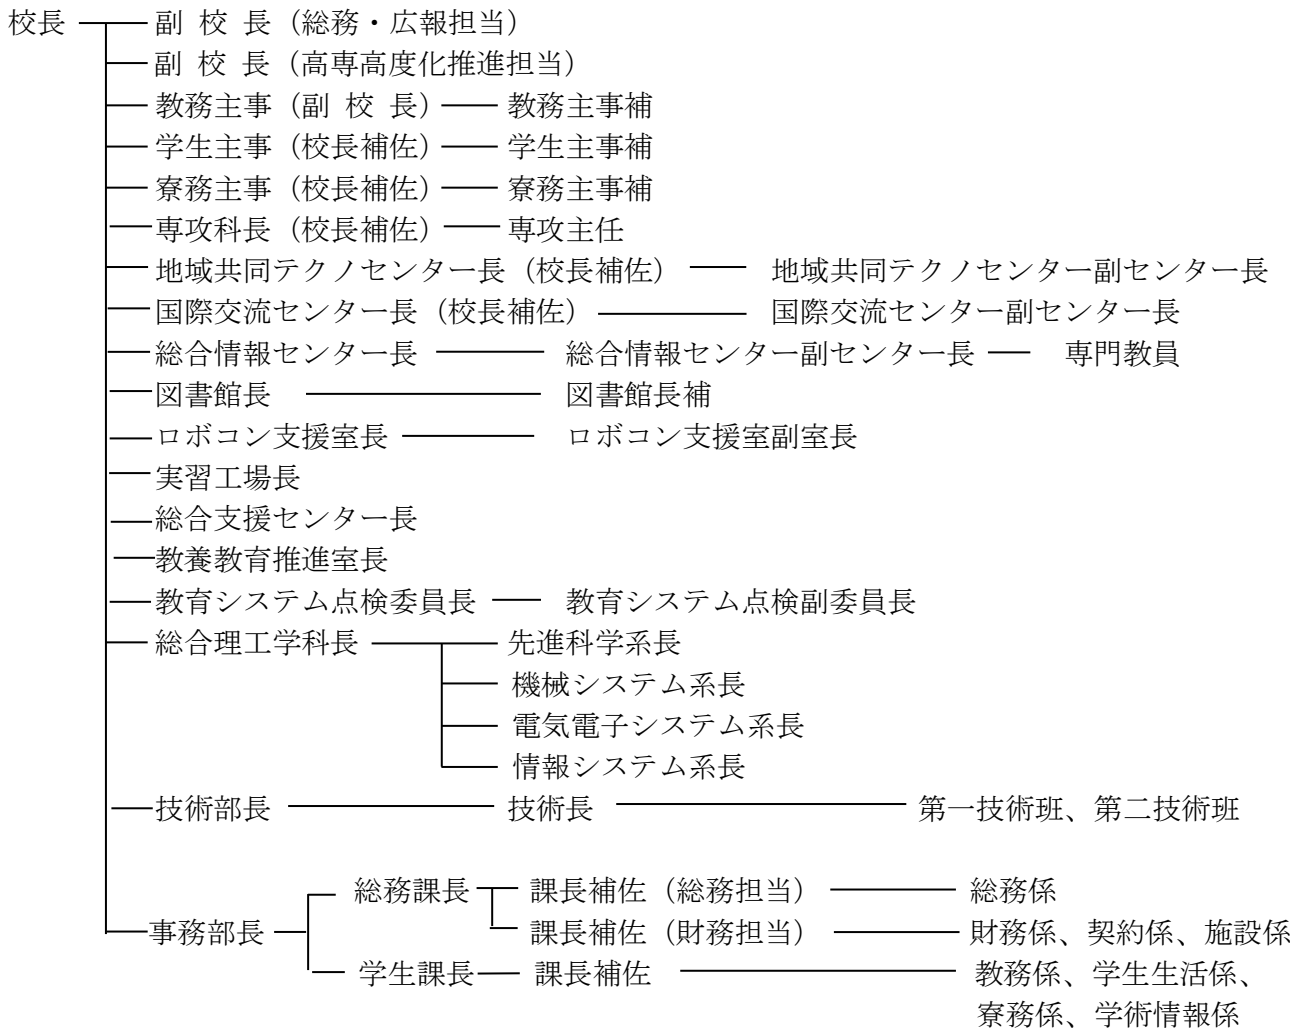 校長 副 校 長（総務・広報担当）
副 校 長（高専高度化推進担当）
教務主事（副 校 長） 教務主事補
学生主事（校長補佐） 学生主事補
寮務主事（校長補佐） 寮務主事補
専攻科長（校長補佐） 専攻主任
地域共同テクノセンター長（校長補佐） 地域共同テクノセンター副センター長
国際交流センター長（校長補佐） 国際交流センター副センター長
総合情報センター長 総合情報センター副センター長 専門教員
図書館長 図書館長補
ロボコン支援室長 ロボコン支援室副室長
実習工場長
総合支援センター長
教養教育推進室長
教育システム点検委員長 教育システム点検副委員長
総合理工学科長 先進科学系長
機械システム系長
電気電子システム系長
情報システム系長
技術部長 技術長 第一技術班、第二技術班
総務課長 課長補佐（総務担当） 総務係
事務部長 課長補佐（財務担当） 財務係、契約係、施設係
学生課長 課長補佐 教務係、学生生活係、
寮務係、学術情報係